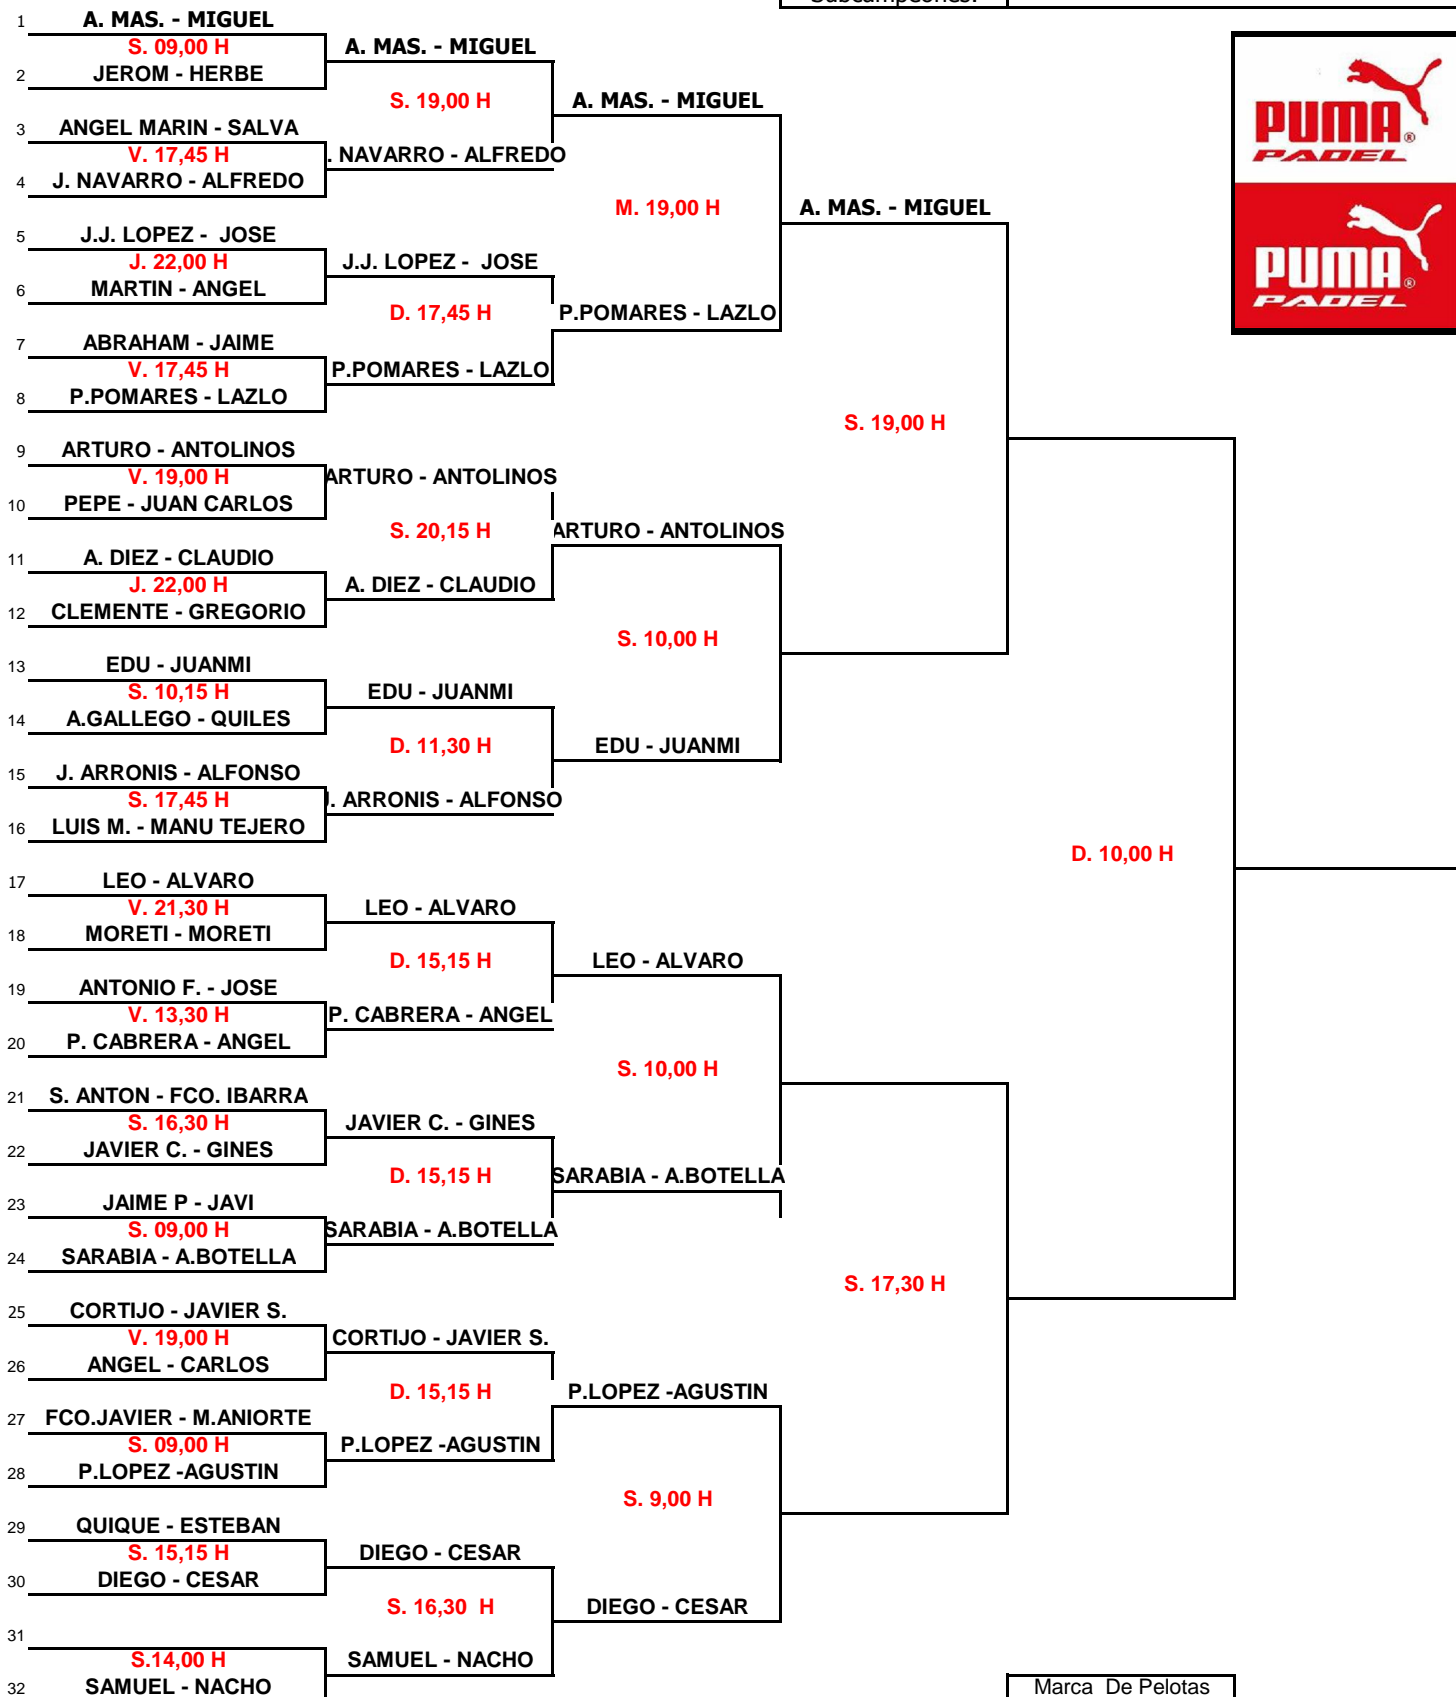 Subcampeones:
1 A. MAS. - MIGUEL
S. 09,00 H
2 JEROM - HERBE
3 ANGEL MARIN - SALVA
V. 17,45 H
4 J. NAVARRO - ALFREDO
5 J.J. LOPEZ - JOSE
J. 22,00 H
6 MARTIN - ANGEL
7 ABRAHAM - JAIME
V. 17,45 H
8 P.POMARES - LAZLO
9 ARTURO - ANTOLINOS
V. 19,00 H
10 PEPE - JUAN CARLOS
11 A. DIEZ - CLAUDIO
J. 22,00 H
12 CLEMENTE - GREGORIO
13 EDU - JUANMI
S. 10,15 H
14 A.GALLEGO - QUILES
15 J. ARRONIS - ALFONSO
S. 17,45 H
16 LUIS M. - MANU TEJERO
17 LEO - ALVARO
V. 21,30 H
18 MORETI - MORETI
19 ANTONIO F. - JOSE
V. 13,30 H
20 P. CABRERA - ANGEL
21 S. ANTON - FCO. IBARRA
S. 16,30 H
22 JAVIER C. - GINES
23 JAIME P - JAVI
S. 09,00 H
24 SARABIA - A.BOTELLA
25 CORTIJO - JAVIER S.
V. 19,00 H
26 ANGEL - CARLOS
27 FCO.JAVIER - M.ANIORTE
S. 09,00 H
28 P.LOPEZ -AGUSTIN
29 QUIQUE - ESTEBAN
S. 15,15 H
30 DIEGO - CESAR
31
S.14,00 H
32 SAMUEL - NACHO
A. MAS. - MIGUEL
S. 19,00 H
. NAVARRO - ALFREDO
J.J. LOPEZ - JOSE
D. 17,45 H
P.POMARES - LAZLO
ARTURO - ANTOLINOS
S. 20,15 H
A. DIEZ - CLAUDIO
EDU - JUANMI
D. 11,30 H
J. ARRONIS - ALFONSO
LEO - ALVARO
D. 15,15 H
P. CABRERA - ANGEL
JAVIER C. - GINES
D. 15,15 H
SARABIA - A.BOTELLA
CORTIJO - JAVIER S.
D. 15,15 H
P.LOPEZ -AGUSTIN
DIEGO - CESAR
S. 16,30 H
SAMUEL - NACHO
A. MAS. - MIGUEL
M. 19,00 H
P.POMARES - LAZLO
ARTURO - ANTOLINOS
S. 10,00 H
EDU - JUANMI
LEO - ALVARO
S. 10,00 H
SARABIA - A.BOTELLA
P.LOPEZ -AGUSTIN
S. 9,00 H
DIEGO - CESAR
A. MAS. - MIGUEL
S. 19,00 H
S. 17,30 H
D. 10,00 H
PUMA®
PADEL
PUMA®
PADEL
Marca De Pelotas